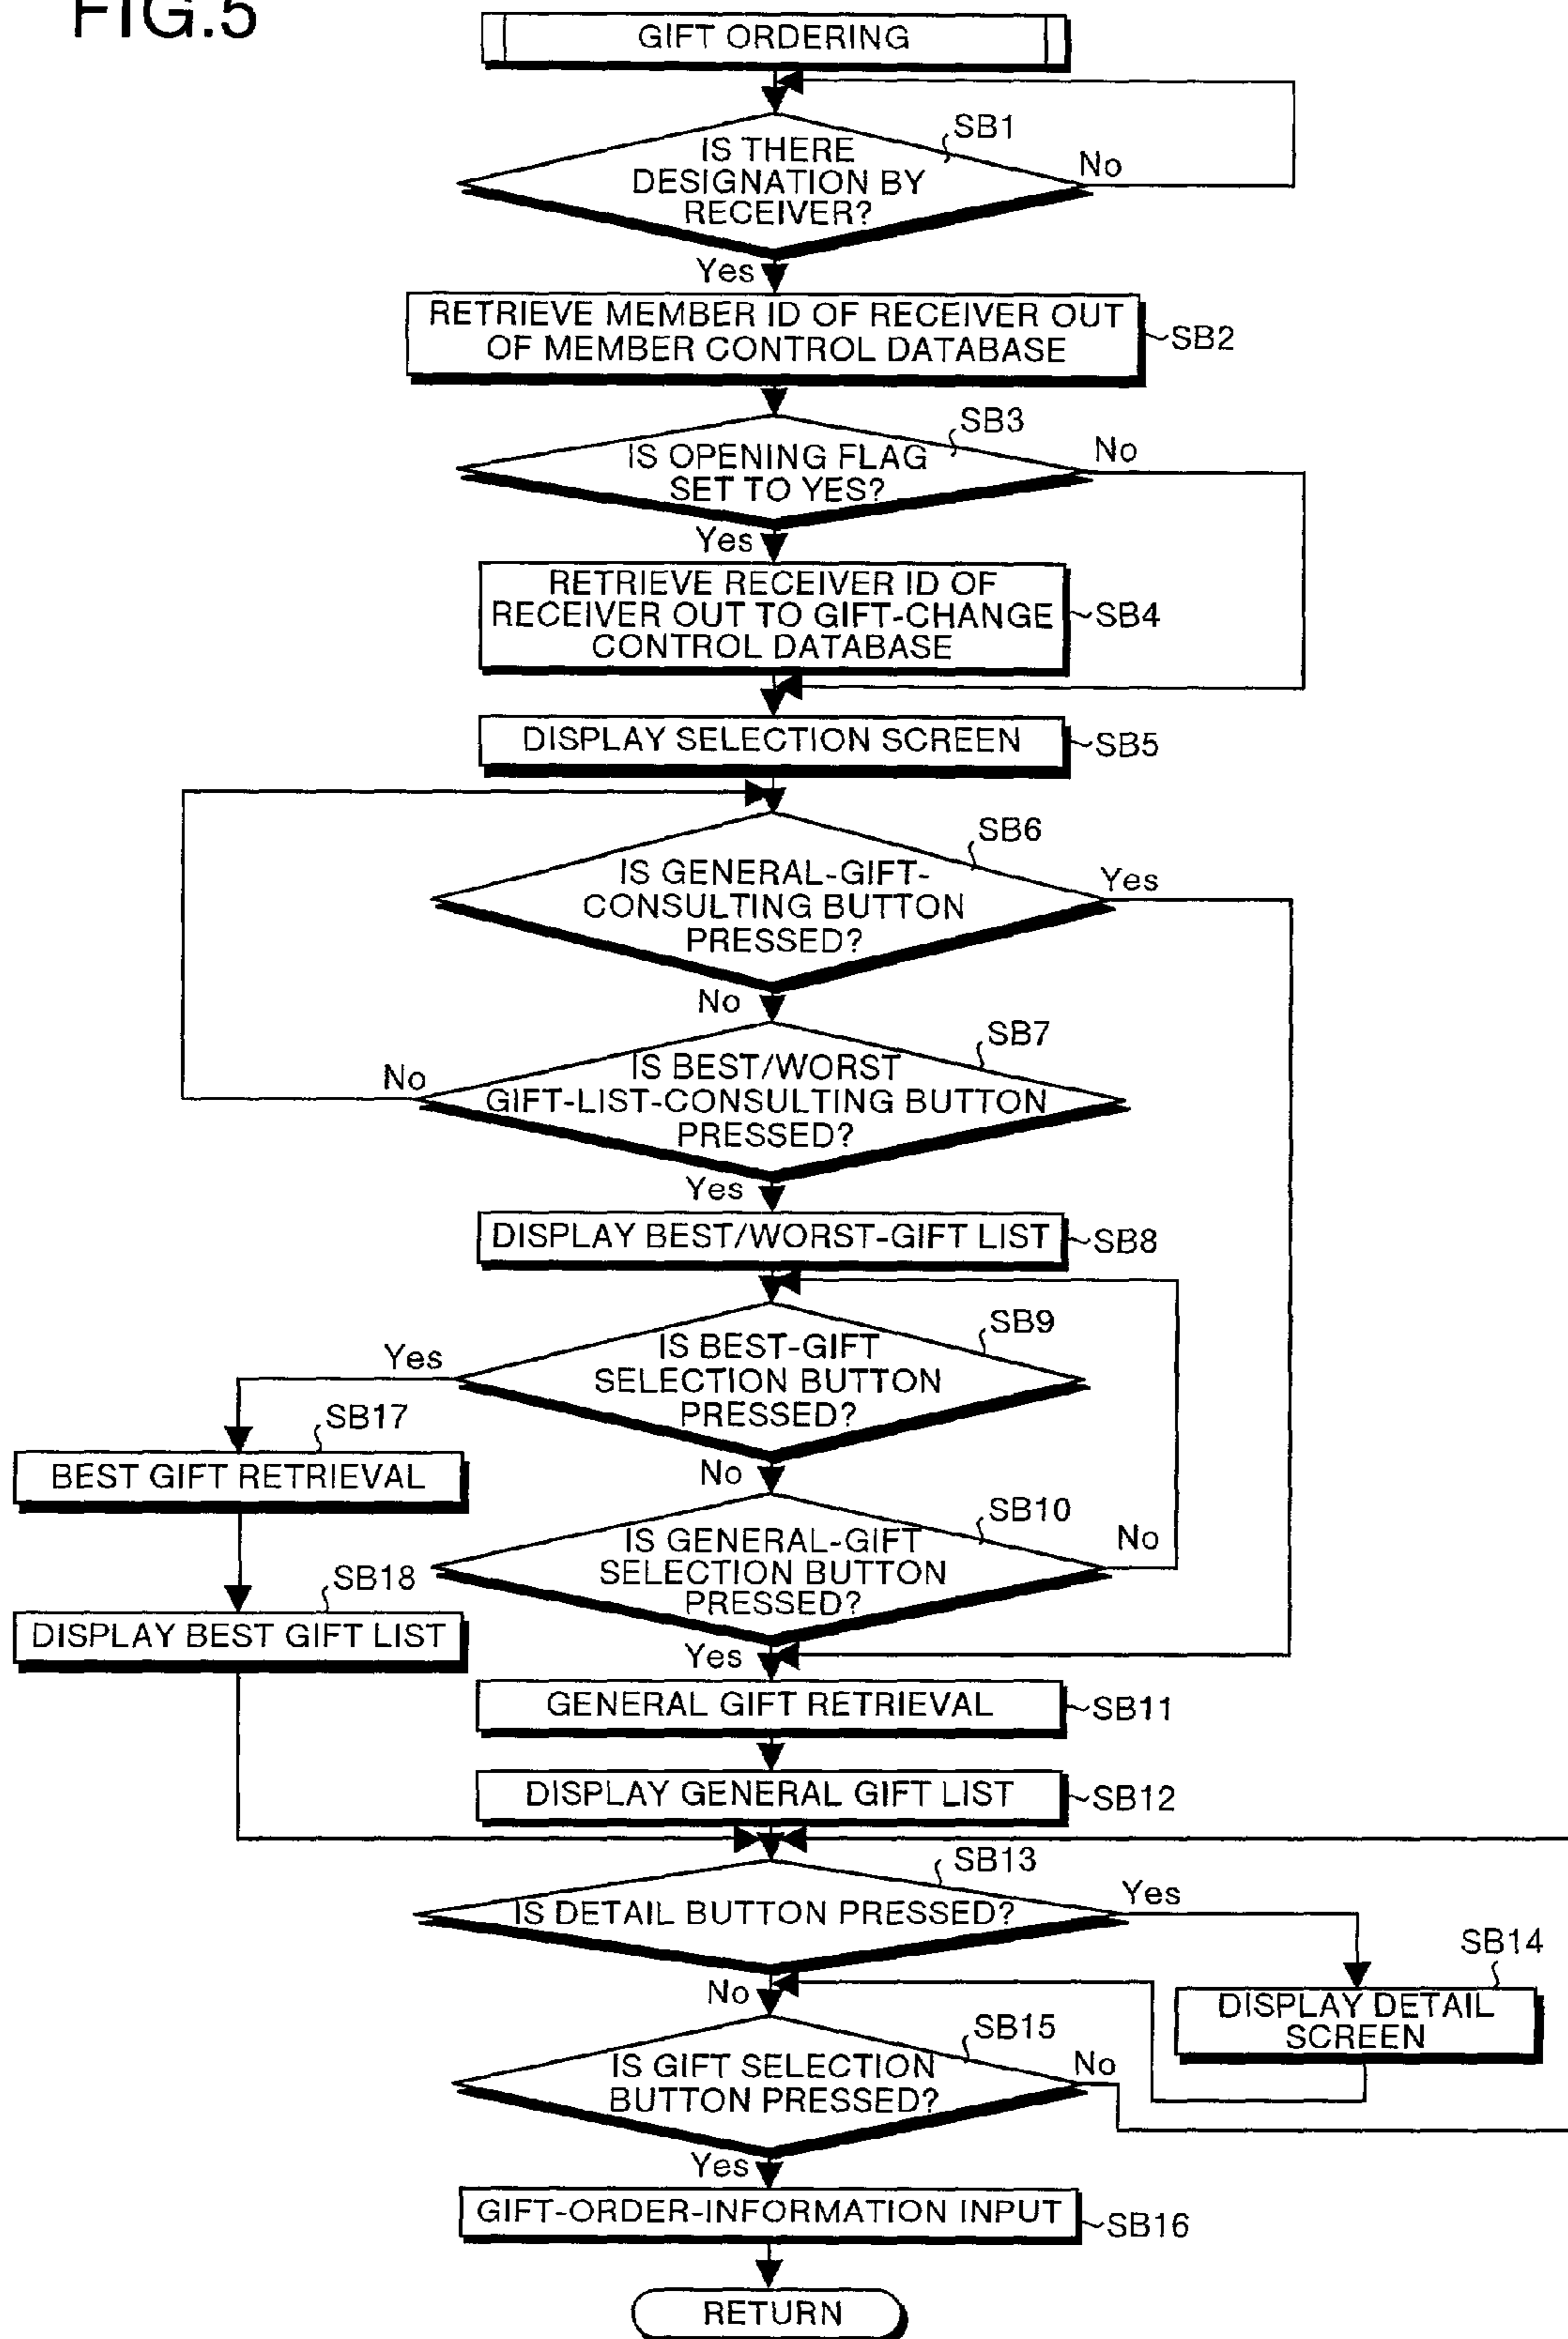 FIG.5
GIFT ORDERING
SB1
IS THERE
DESIGNATION BY
RECEIVER?
No
Yes
RETRIEVE MEMBER ID OF RECEIVER OUT
OF MEMBER CONTROL DATABASE
SB2
SB3
IS OPENING FLAG
SET TO YES?
No
Yes
RETRIEVE RECEIVER ID OF
RECEIVER OUT TO GIFT-CHANGE
CONTROL DATABASE
SB4
DISPLAY SELECTION SCREEN
SB5
SB6
IS GENERAL-GIFT-
CONSULTING BUTTON
PRESSED?
Yes
No
SB7
IS BEST/WORST
GIFT-LIST-CONSULTING BUTTON
PRESSED?
No
Yes
DISPLAY BEST/WORST-GIFT LIST
SB8
SB9
IS BEST-GIFT
SELECTION BUTTON
PRESSED?
Yes
No
SB17
BEST GIFT RETRIEVAL
SB10
IS GENERAL-GIFT
SELECTION BUTTON
PRESSED?
No
SB18
DISPLAY BEST GIFT LIST
Yes
GENERAL GIFT RETRIEVAL
SB11
DISPLAY GENERAL GIFT LIST
SB12
SB13
IS DETAIL BUTTON PRESSED?
Yes
SB14
DISPLAY DETAIL
SCREEN
No
SB15
IS GIFT SELECTION
BUTTON PRESSED?
No
Yes
GIFT-ORDER-INFORMATION INPUT
SB16
RETURN